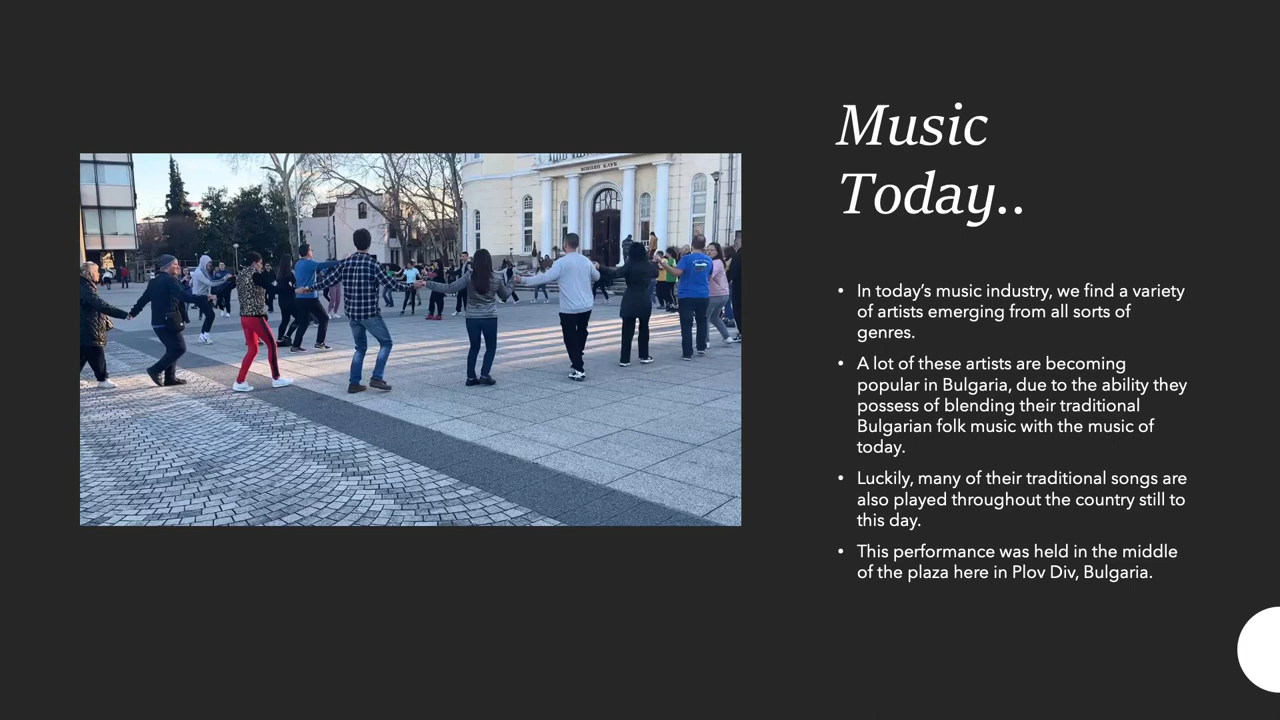 Music
Today..
In today's music industry, we find a variety
of artists emerging from all sorts of
genres.
A lot of these artists are becoming
popular in Bulgaria, due to the ability they
possess of blending their traditional
Bulgarian folk music with the music of
today.
Luckily, many of their traditional songs are
also played throughout the country still to
this day.
This performance was held in the middle
of the plaza here in Plov Div, Bulgaria.